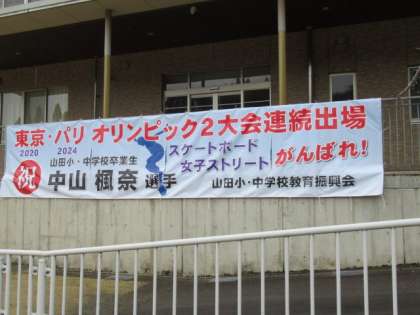 東京・パリ オリンピック2大会連続出場
2020 2024
山田小・中学校卒業生
祝 中山 楓奈 選手
スケートボード
女子ストリート
がんばれ!
山田小・中学校教育振興会